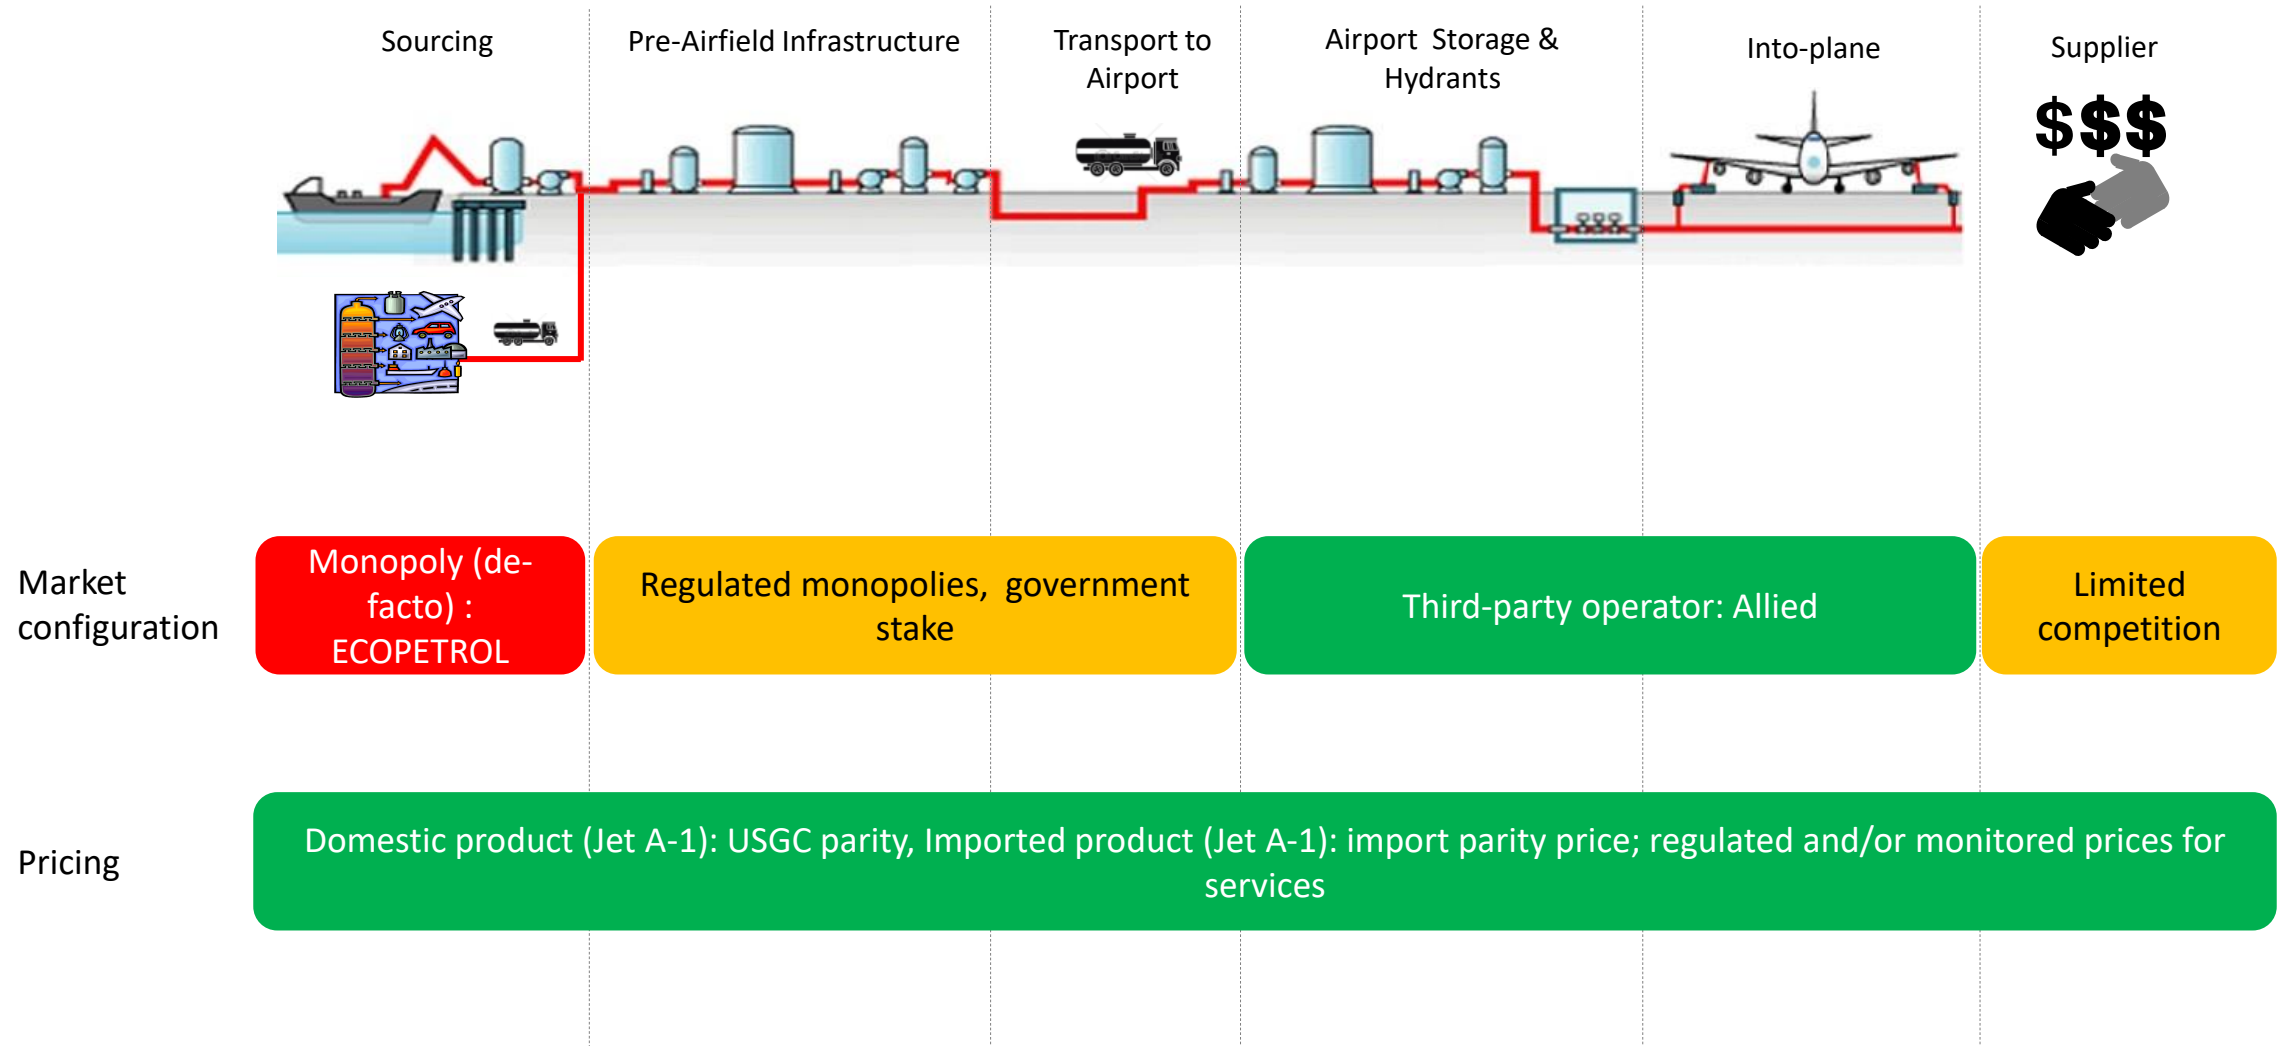 Sourcing
Pre-Airfield Infrastructure
Transport to
Airport
Airport Storage &
Hydrants
Into-plane
Supplier
$$$
Market
configuration
Monopoly (de-
facto) :
ECOPETROL
Regulated monopolies, government
stake
Third-party operator: Allied
Limited
competition
Pricing
Domestic product (Jet A-1): USGC parity, Imported product (Jet A-1): import parity price; regulated and/or monitored prices for
services